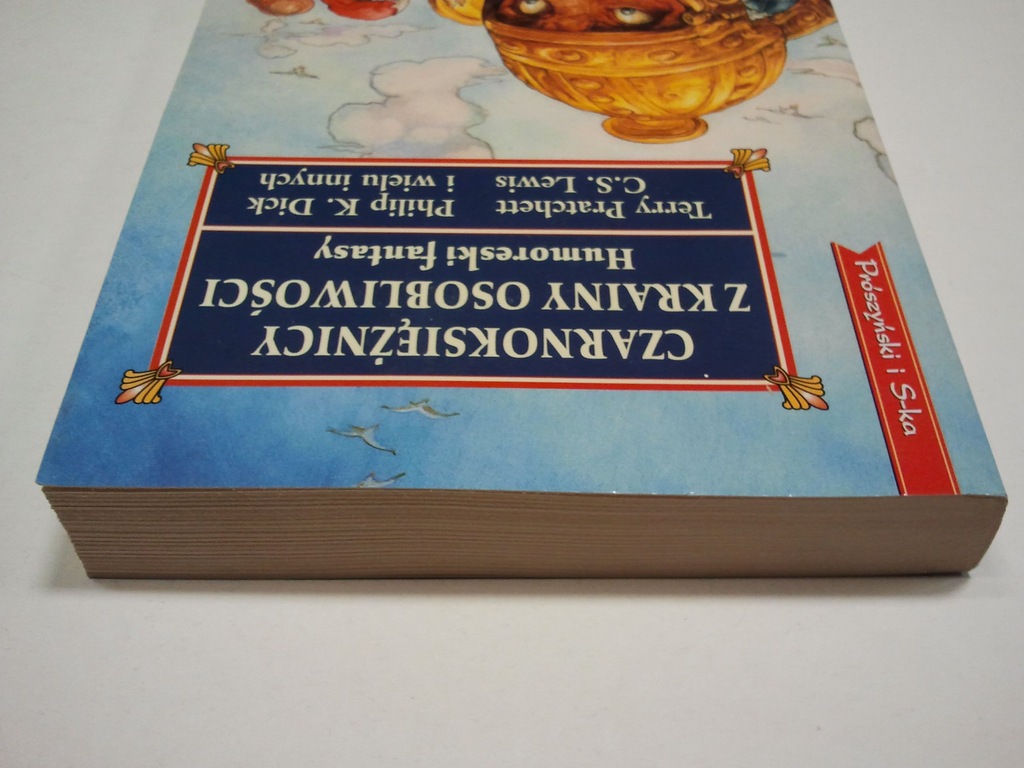 CZARNOKSIĘŻNICY
Z KRAINY OSOBLIWOŚCI
Humoreski fantasy
Terry Pratchett Philip K. Dick
C.S. Lewis i wielu innych
Prószyński i S-ka